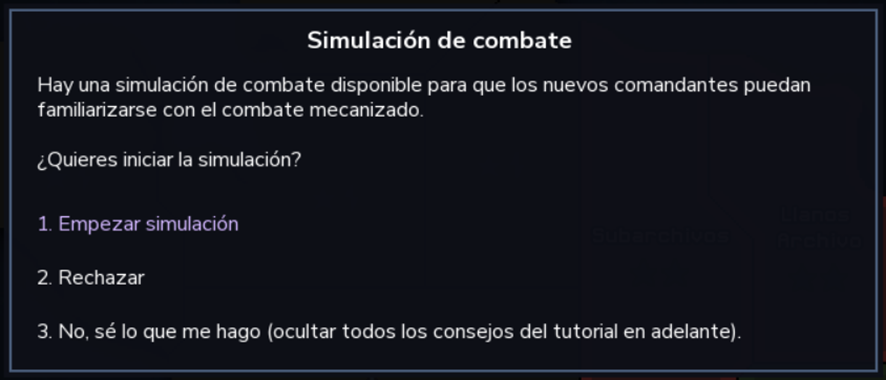 Simulación de combate
Hay una simulación de combate disponible para que los nuevos comandantes puedan
familiarizarse con el combate mecanizado.
¿Quieres iniciar la simulación?
1. Empezar simulación
2. Rechazar
3. No, sé lo que me hago (ocultar todos los consejos del tutorial en adelante).